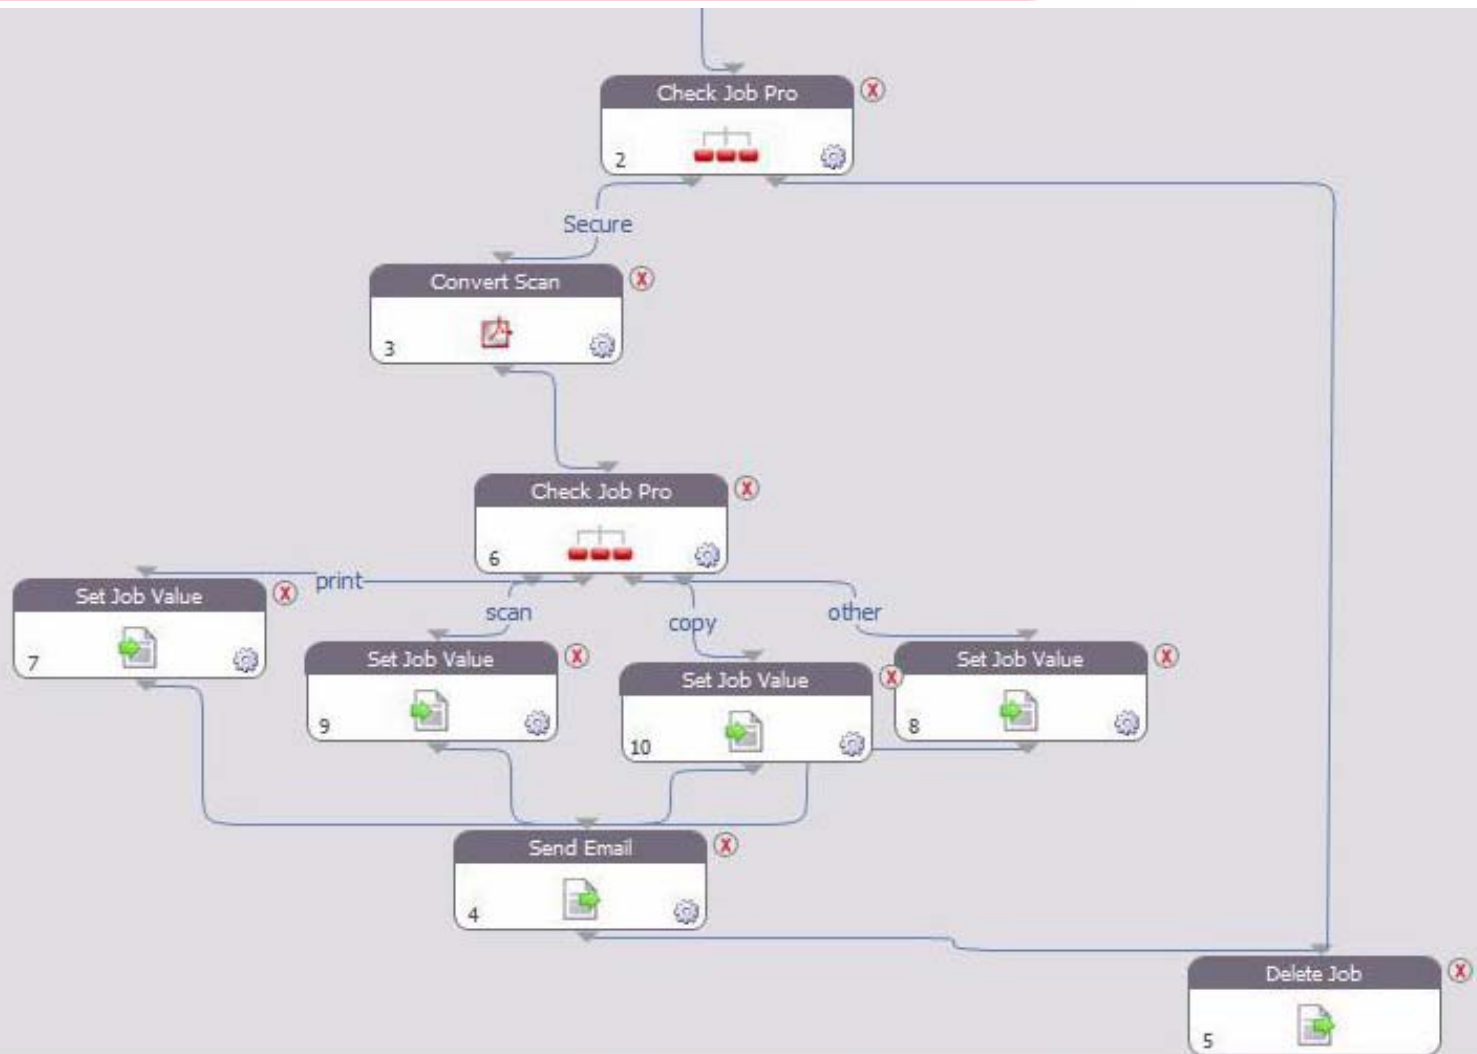 Check Job Pro
2
Secure
Convert Scan
3
Check Job Pro
6
print
scan
copy
other
Set Job Value
7
Set Job Value
9
Set Job Value
10
Set Job Value
8
Send Email
4
Delete Job
5